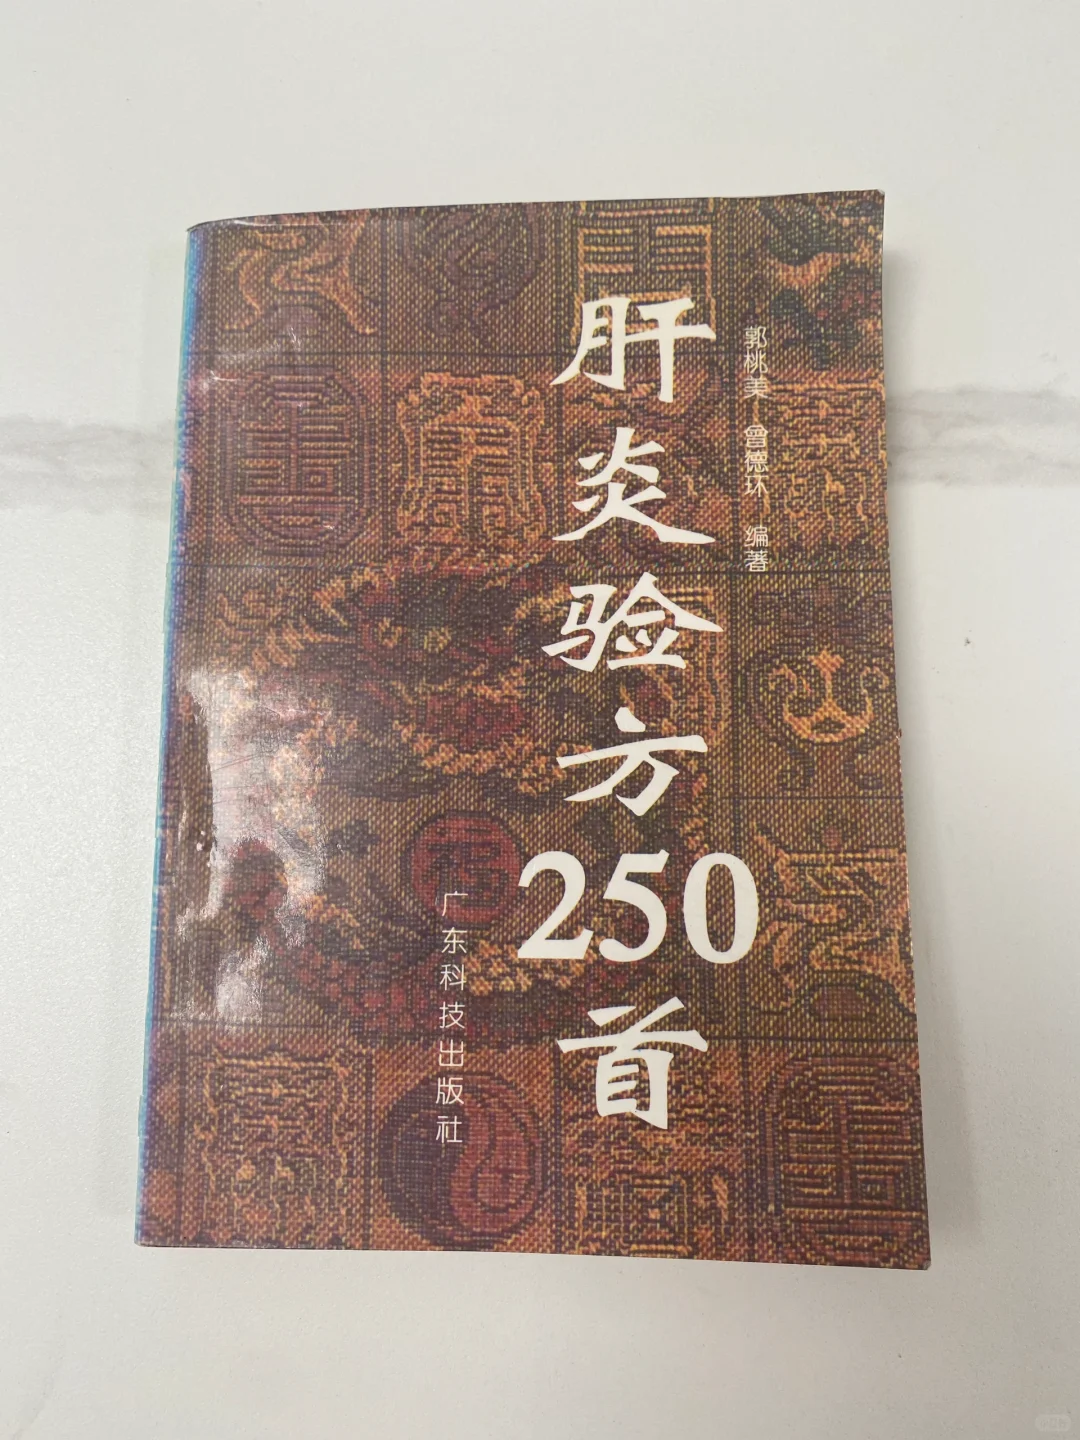 郭桃美 曾德环 编著
肝炎验方250首
广东科技出版社